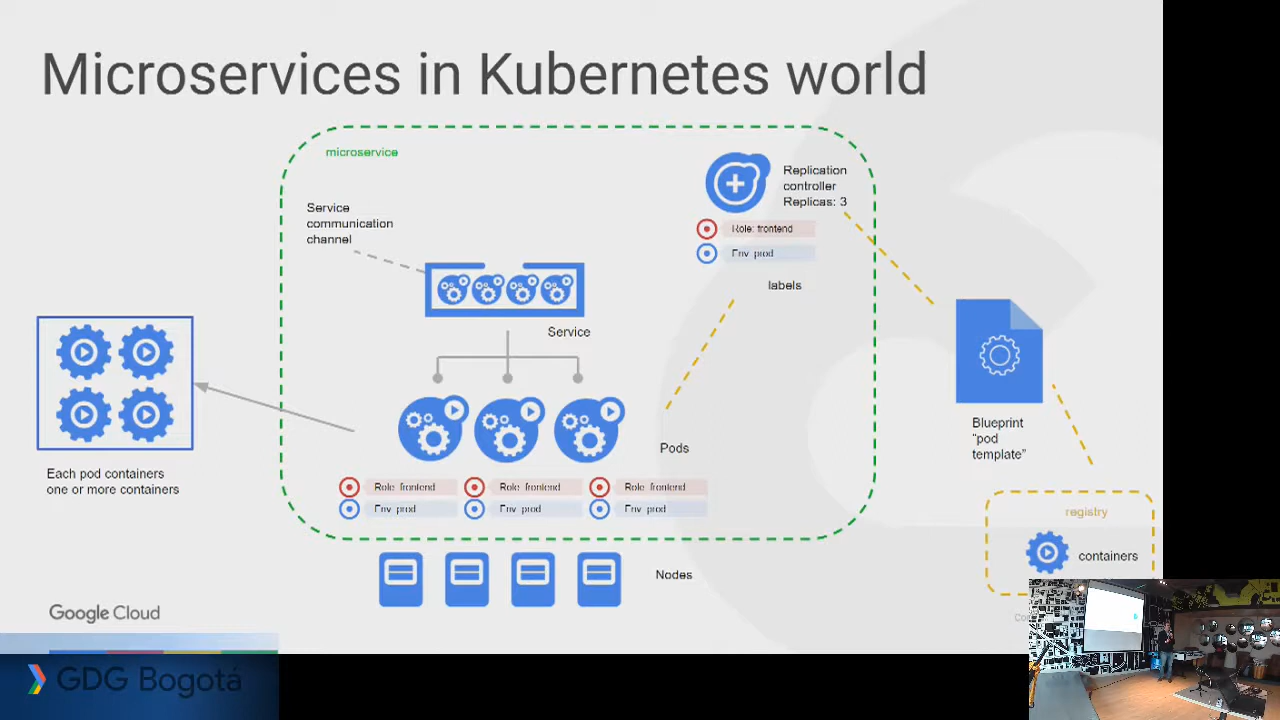 Microservices in Kubernetes world
microservice
Replication
controller
Replicas: 3
Role: frontend
Env: prod
labels
Service
communication
channel
Service
Pods
Role: frontend
Env: prod
Role: frontend
Env: prod
Role: frontend
Env: prod
Each pod containers
one or more containers
Blueprint
"pod
template"
registry
containers
Nodes
Google Cloud
GDG Bogotá